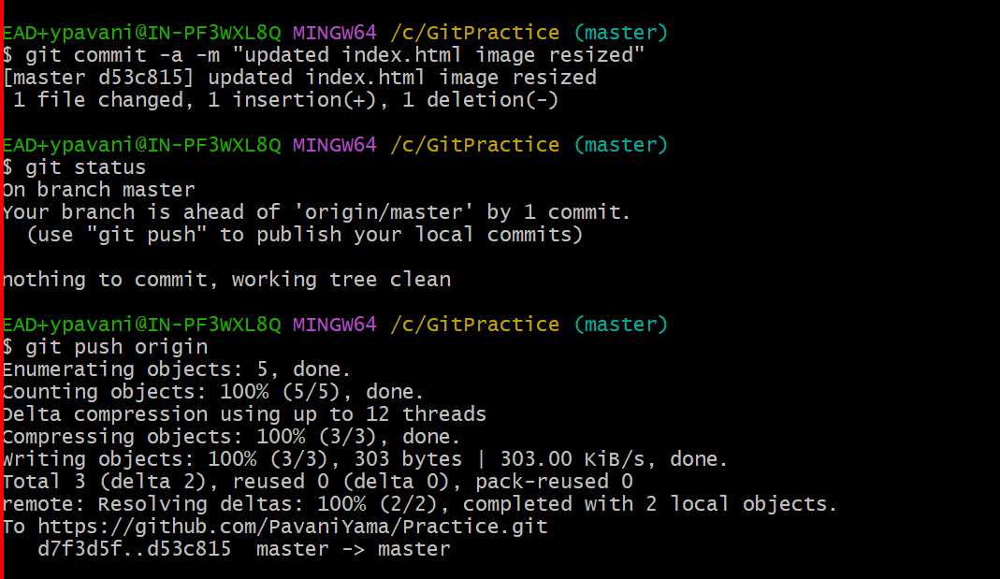 EAD+ypavani@IN-PF3WXL8Q MINGW64 /c/GitPractice (master)
$ git commit -a -m "updated index.html image resized"
[master d53c815] updated index.html image resized
 1 file changed, 1 insertion(+), 1 deletion(-)

EAD+ypavani@IN-PF3WXL8Q MINGW64 /c/GitPractice (master)
$ git status
On branch master
Your branch is ahead of 'origin/master' by 1 commit.
  (use "git push" to publish your local commits)

nothing to commit, working tree clean

EAD+ypavani@IN-PF3WXL8Q MINGW64 /c/GitPractice (master)
$ git push origin
Enumerating objects: 5, done.
Counting objects: 100% (5/5), done.
Delta compression using up to 12 threads
Compressing objects: 100% (3/3), done.
Writing objects: 100% (3/3), 303 bytes | 303.00 KiB/s, done.
Total 3 (delta 2), reused 0 (delta 0), pack-reused 0
remote: Resolving deltas: 100% (2/2), completed with 2 local objects.
To https://github.com/PavaniYama/Practice.git
   d7f3d5f..d53c815  master -> master